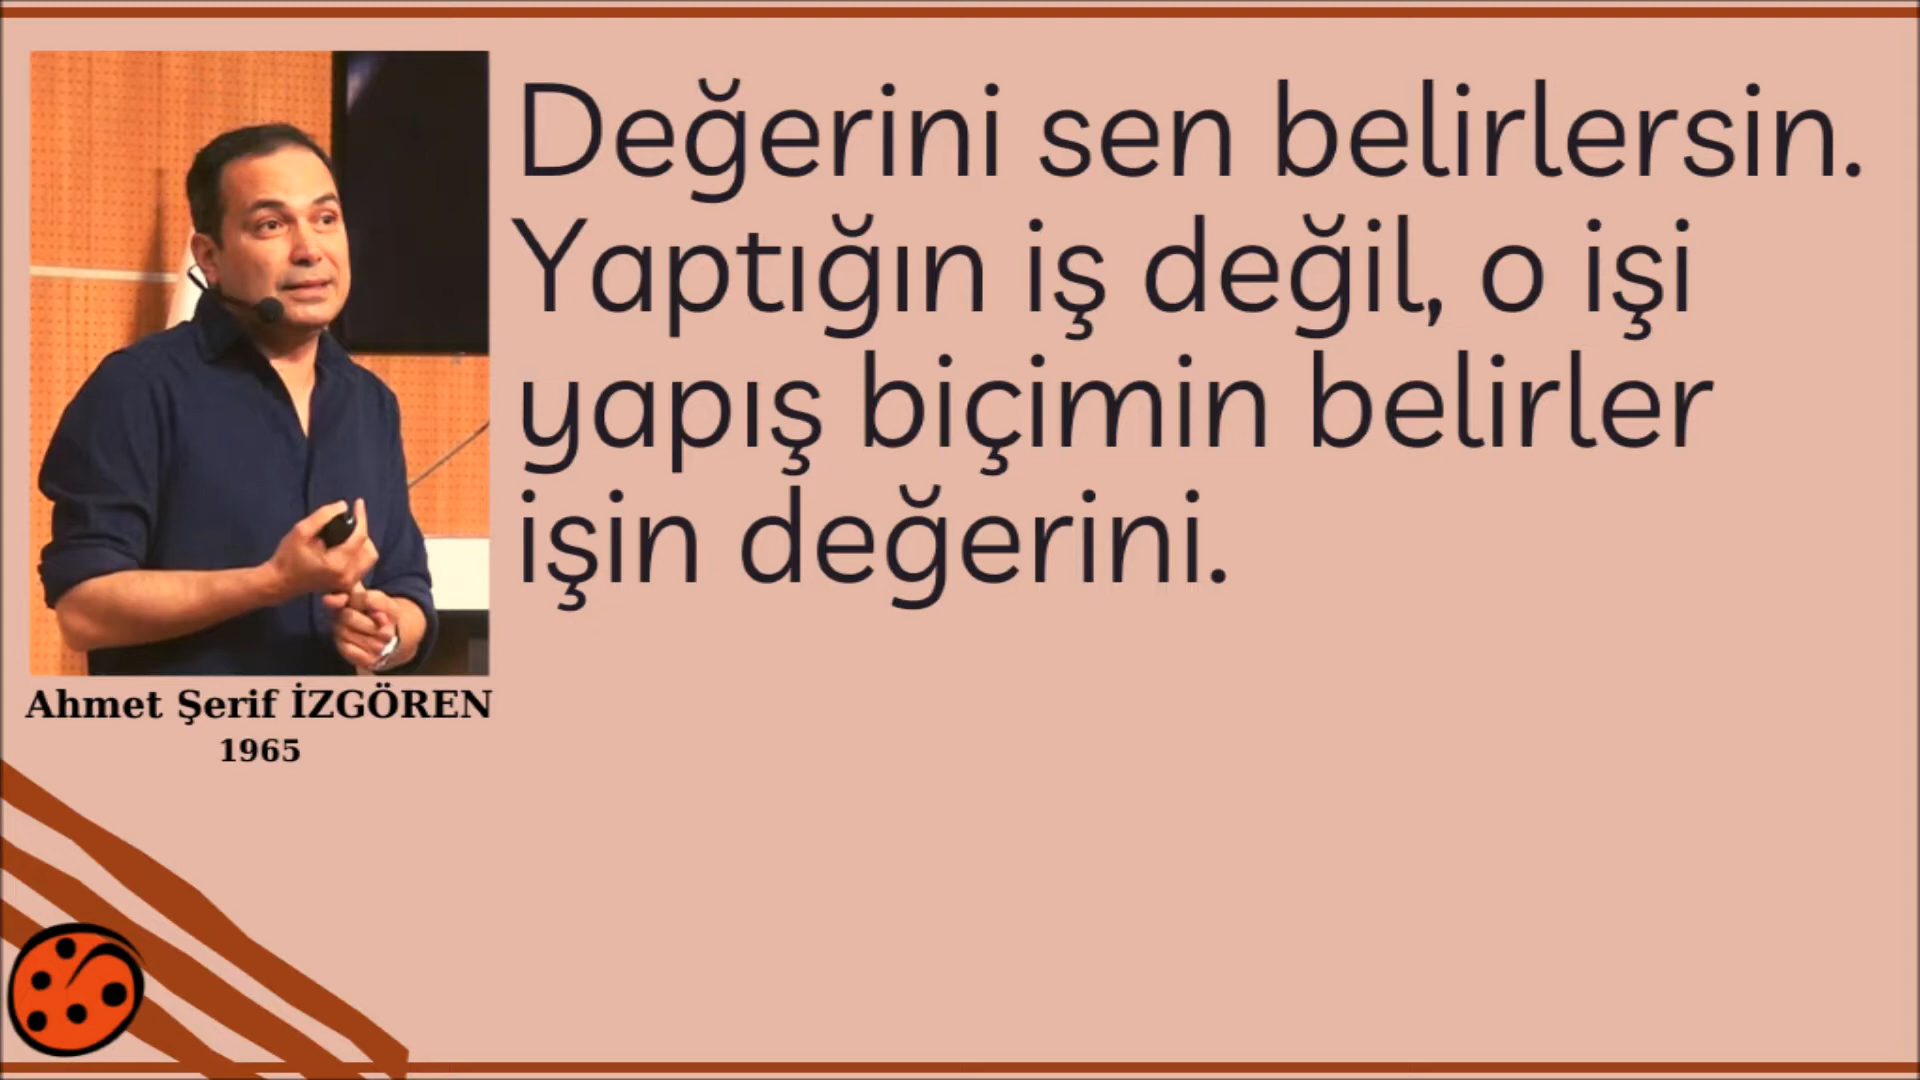 Değerini sen belirlersin.
Yaptığın iş değil, o işi
yapış biçimin belirler
işin değerini.
Ahmet Şerif İZGÖREN
1965